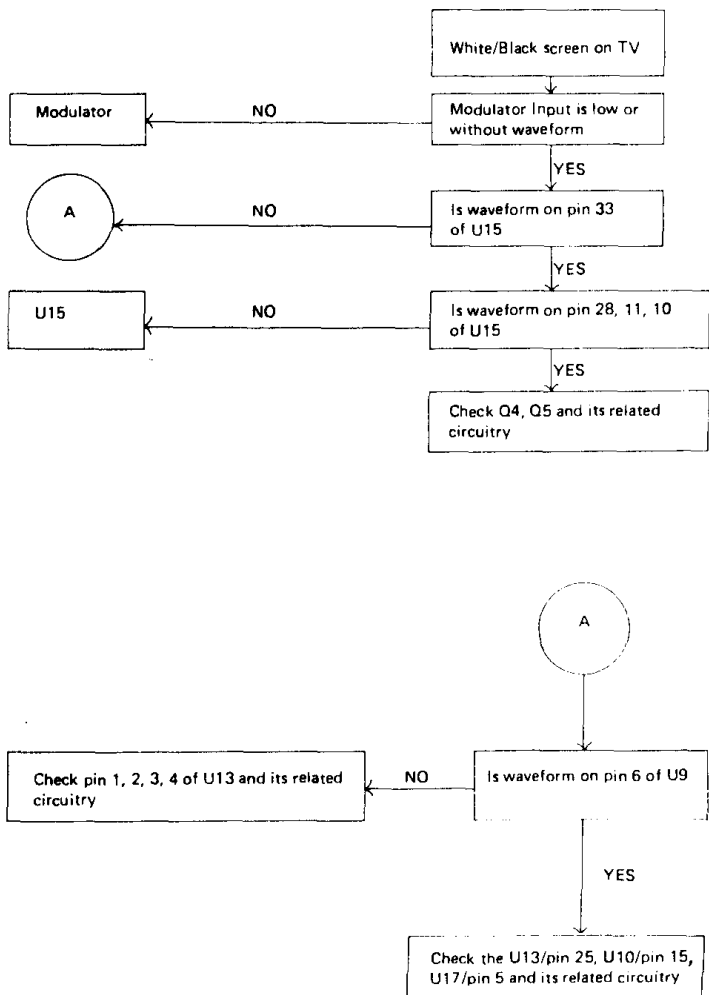 White/Black screen on TV
Modulator
NO
Modulator Input is low or
without waveform
YES
A
NO
Is waveform on pin 33
of U15
YES
U15
NO
Is waveform on pin 28, 11, 10
of U15
YES
Check Q4, Q5 and its related
circuitry
A
Check pin 1, 2, 3, 4 of U13 and its related
circuitry
NO
Is waveform on pin 6 of U9
YES
Check the U13/pin 25, U10/pin 15,
U17/pin 5 and its related circuitry